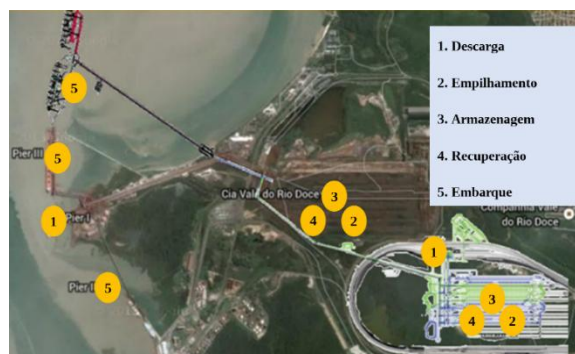 1. Descarga
2. Empilhamento
3. Armazenagem
4. Recuperação
5. Embarque
5
Pier III
5
Cia Vale do Rio Doce
3
4
2
1
Pier I
Companhia Vale
do Rio Doce
1
Pier
5
3
4
2